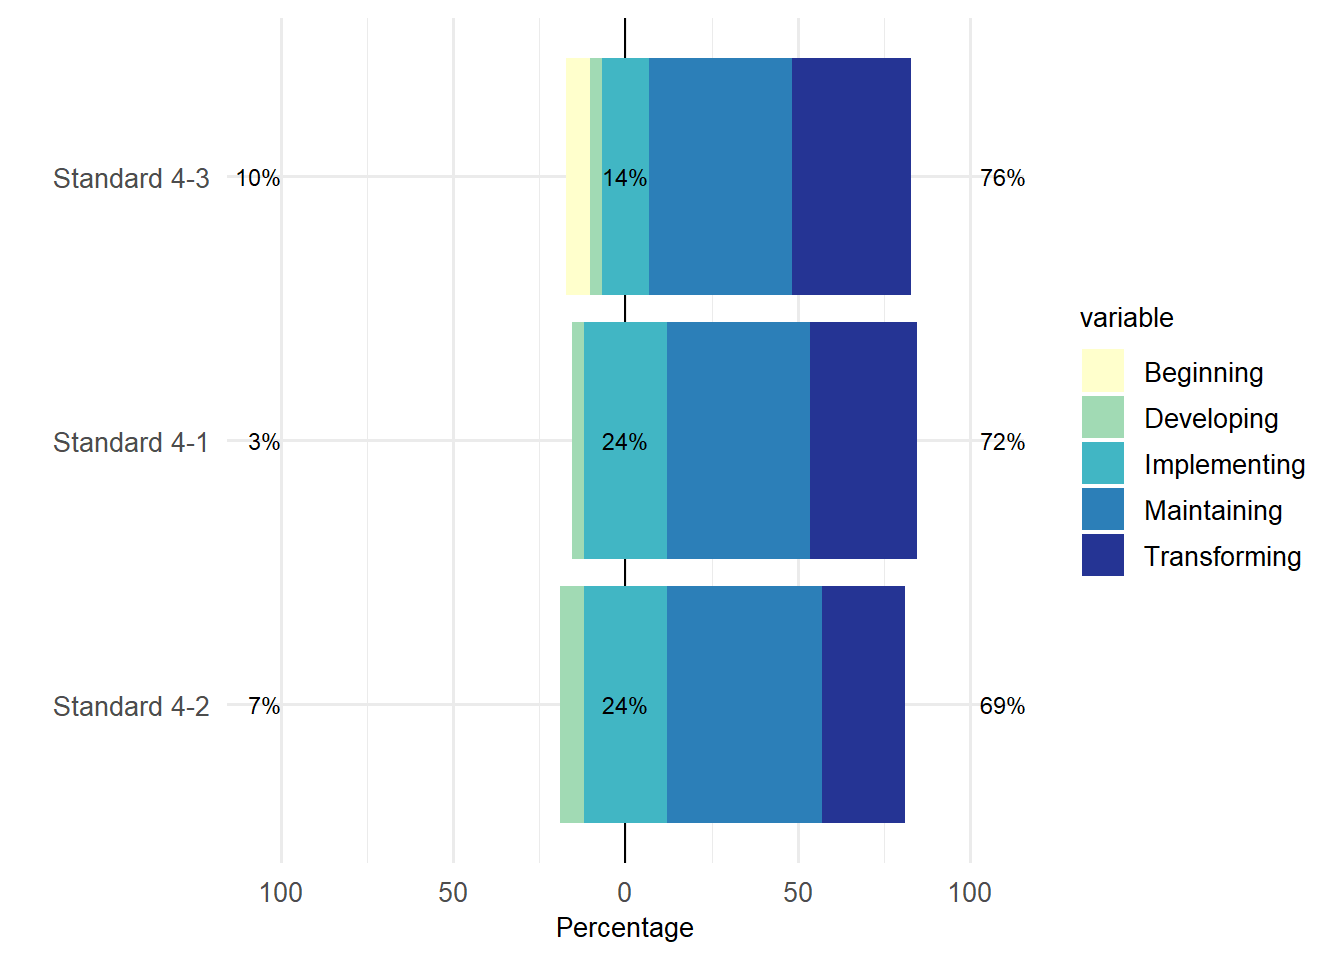 Standard 4-3
10%
14%
76%
Standard 4-1
3%
24%
72%
Standard 4-2
7%
24%
69%
100
50
0
50
100
Percentage
variable
Beginning
Developing
Implementing
Maintaining
Transforming